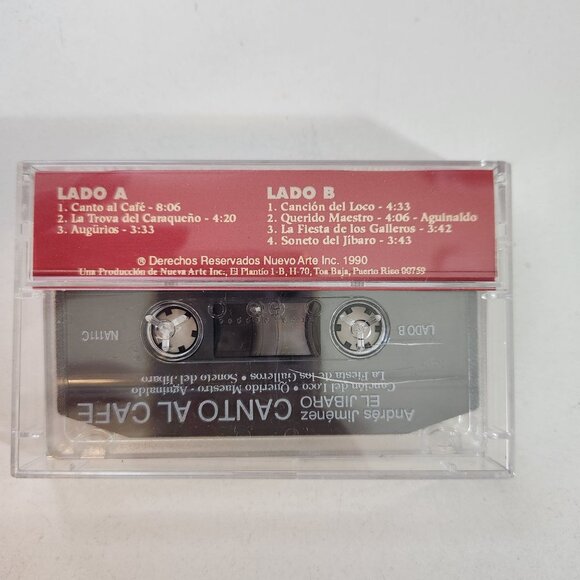 LADO A
1. Canto al Café - 8:06
2. La Trova del Caraqueño - 4:20
3. Augürios - 3:33
LADO B
1. Canción del Loco - 4:33
2. Querido Maestro - 4:06 - Aguinaldo
3. La Fiesta de los Galleros - 3:42
4. Soneto del Jíbaro - 3:43
℗ Derechos Reservados Nuevo Arte Inc. 1990
Una Producción de Nueva Arte Inc., El Plantío 1-B, H-70, Toa Baja, Puerto Rico 00759
Andrés Jiménez
EL JIBARO CANTO AL CAFE
Canción del Loco • Querido Maestro - Aguinaldo
La Fiesta de los Galleros • Soneto del Jíbaro
LADO B
NA111C